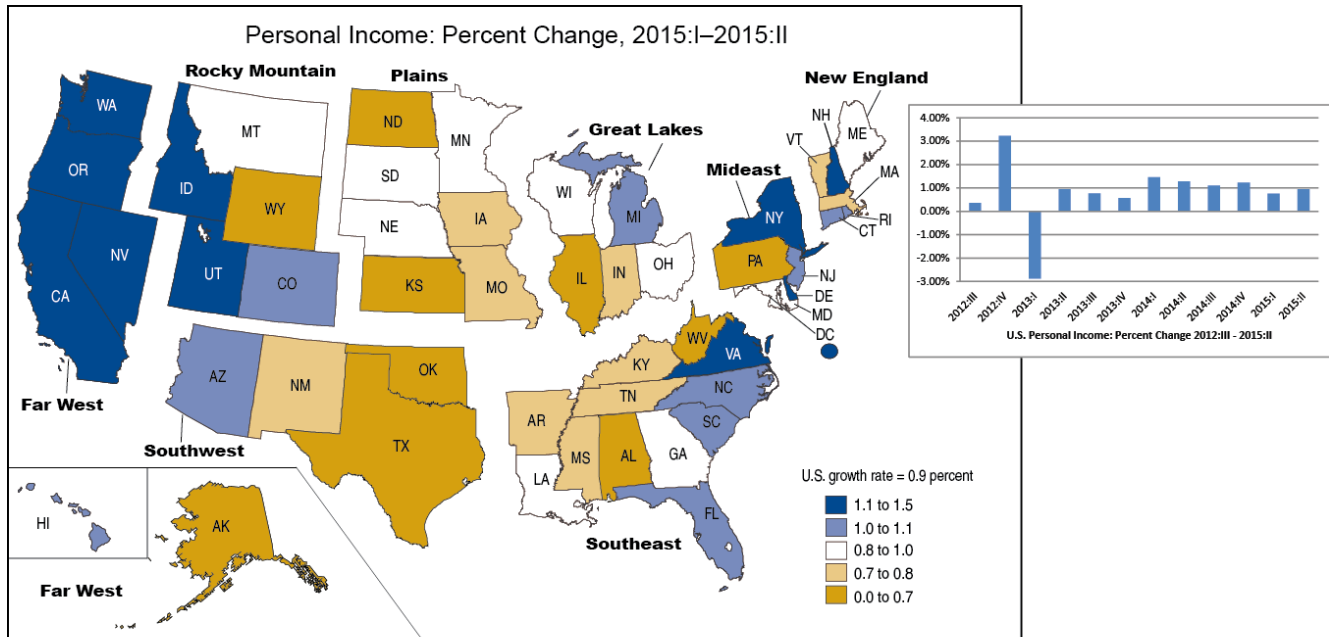 Personal Income: Percent Change, 2015:I–2015:II
Rocky Mountain
Plains
New England
Great Lakes
Mideast
Far West
Southwest
Southeast
Far West
WA
OR
CA
NV
ID
MT
WY
UT
CO
AZ
NM
TX
OK
ND
SD
NE
KS
MN
IA
MO
WI
MI
IL
IN
OH
KY
TN
AR
LA
MS
AL
GA
FL
SC
NC
VA
WV
PA
NY
VT
NH
ME
MA
RI
CT
NJ
DE
MD
DC
HI
AK
U.S. growth rate = 0.9 percent
1.1 to 1.5
1.0 to 1.1
0.8 to 1.0
0.7 to 0.8
0.0 to 0.7
4.00%
3.00%
2.00%
1.00%
0.00%
-1.00%
-2.00%
-3.00%
2012:III
2012:IV
2013:I
2013:II
2013:III
2013:IV
2014:I
2014:II
2014:III
2014:IV
2015:I
2015:II
U.S. Personal Income: Percent Change 2012:III - 2015:II